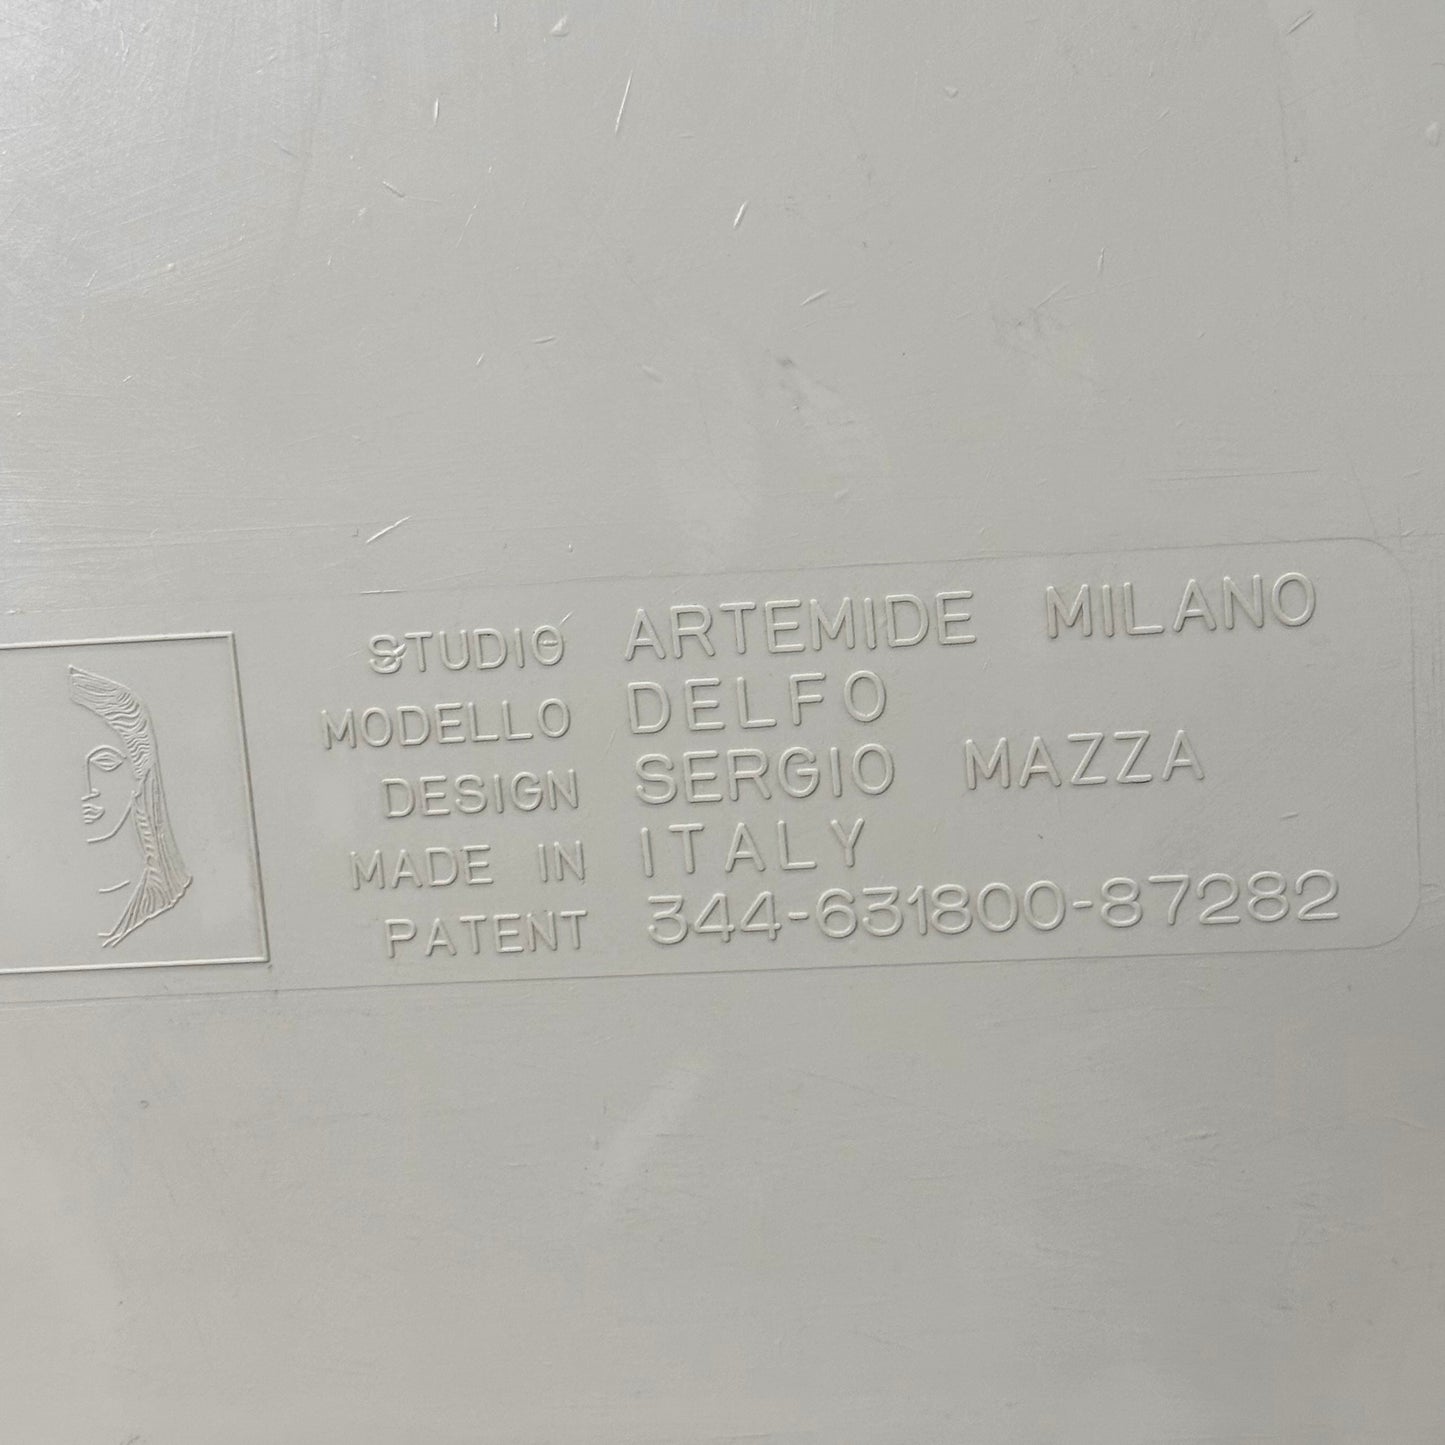 STUDIO ARTEMIDE MILANO
MODELLO DELFO
DESIGN SERGIO MAZZA
MADE IN ITALY
PATENT 344-631800-87282